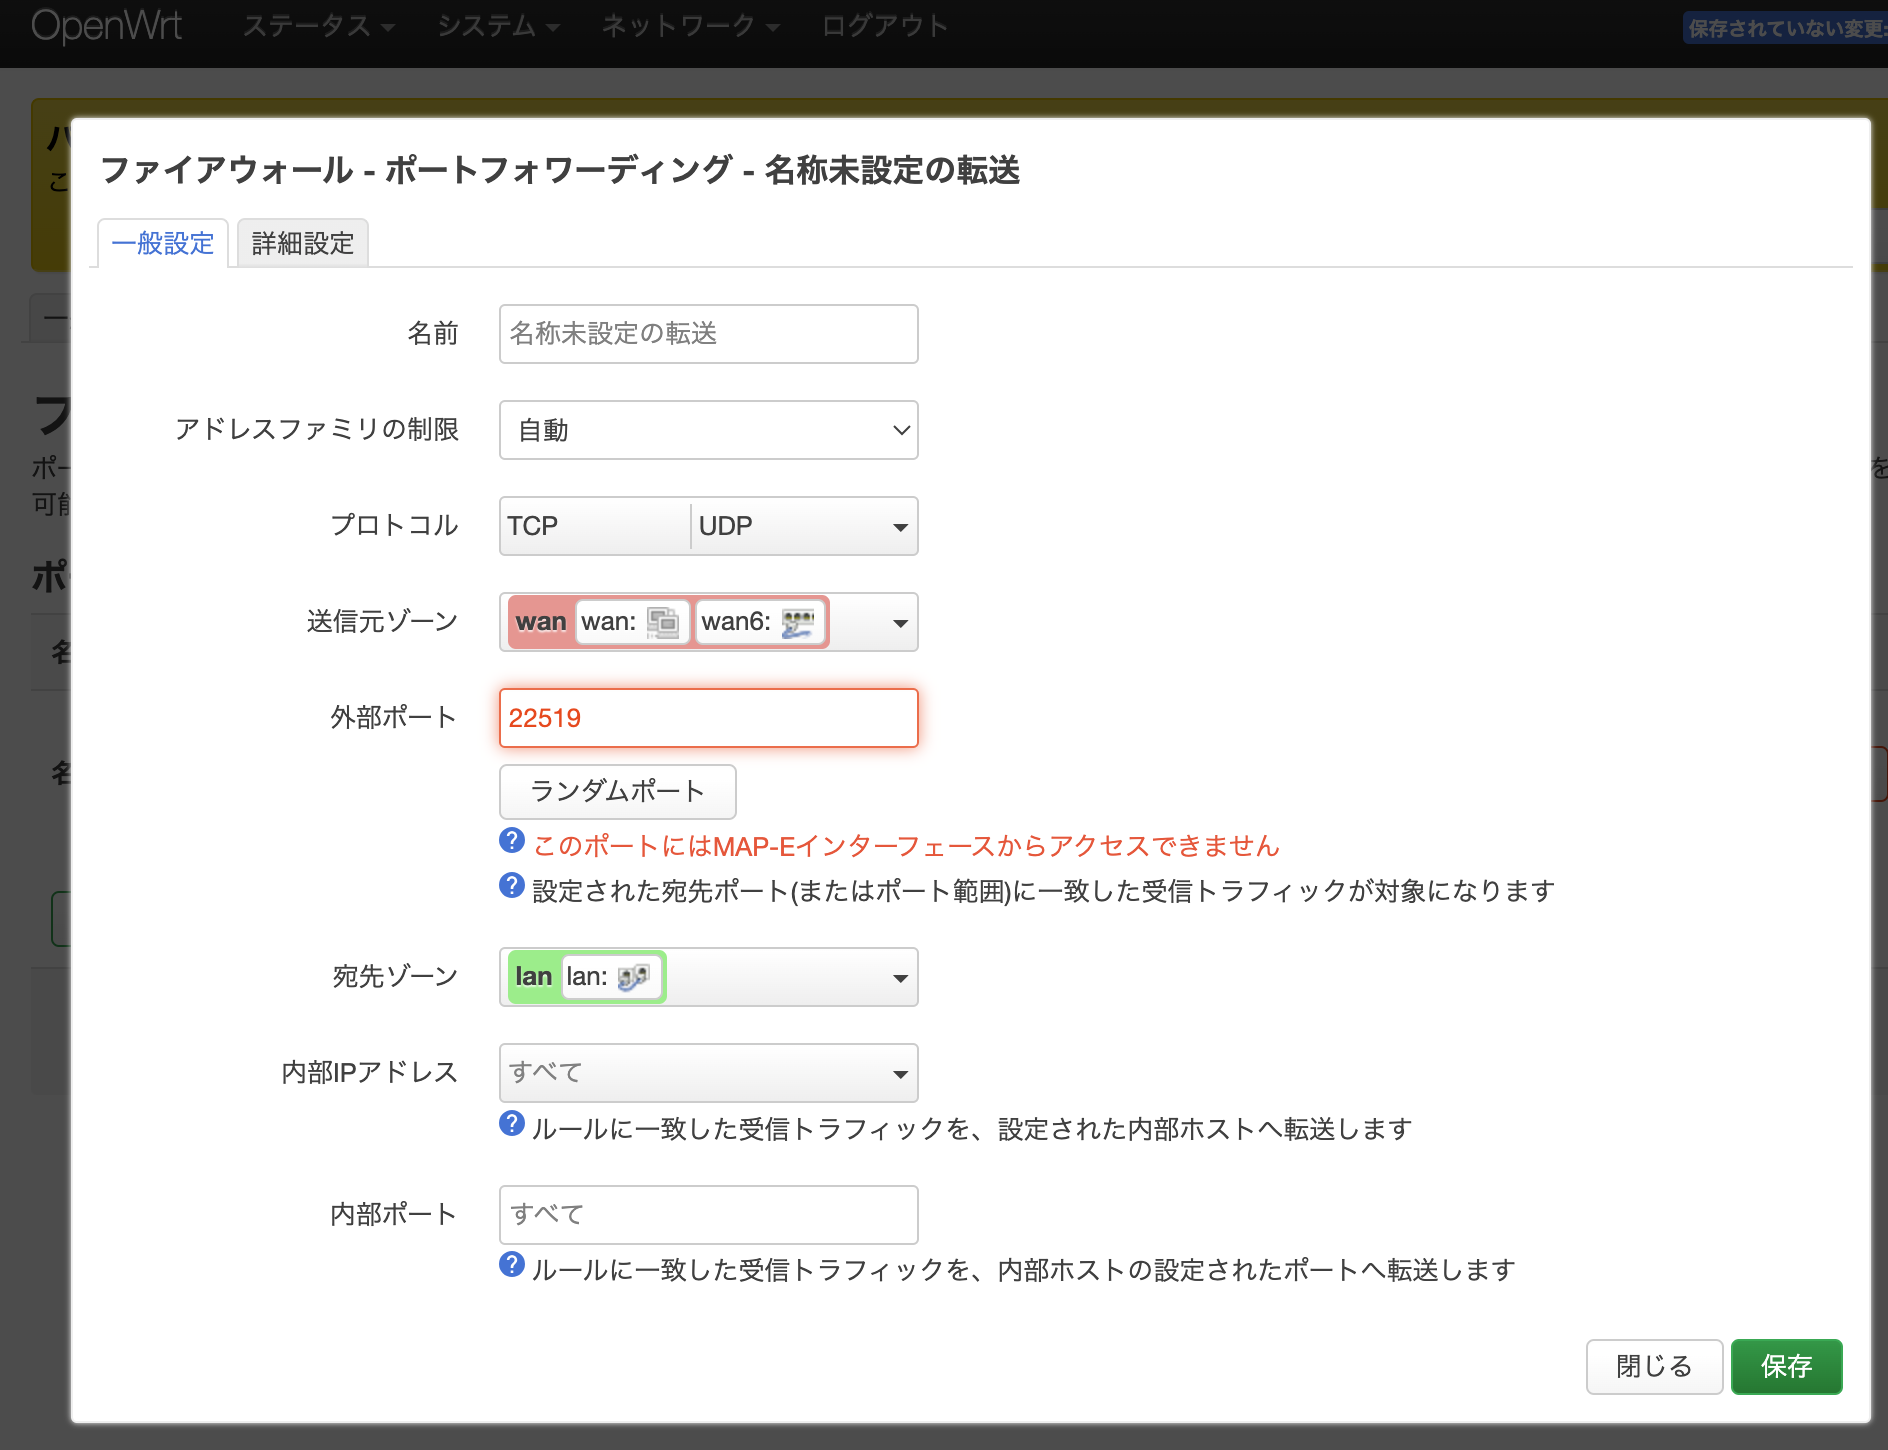 OpenWrt ステータス システム ネットワーク ログアウト 保存されていない変更:
ファイアウォール - ポートフォワーディング - 名称未設定の転送
一般設定 詳細設定
名前 名称未設定の転送
アドレスファミリの制限 自動
プロトコル TCP UDP
送信元ゾーン wan wan: wan6:
外部ポート 22519
ランダムポート
このポートにはMAP-Eインターフェースからアクセスできません
設定された宛先ポート(またはポート範囲)に一致した受信トラフィックが対象になります
宛先ゾーン lan lan:
内部IPアドレス すべて
ルールに一致した受信トラフィックを、設定された内部ホストへ転送します
内部ポート すべて
ルールに一致した受信トラフィックを、内部ホストの設定されたポートへ転送します
閉じる 保存